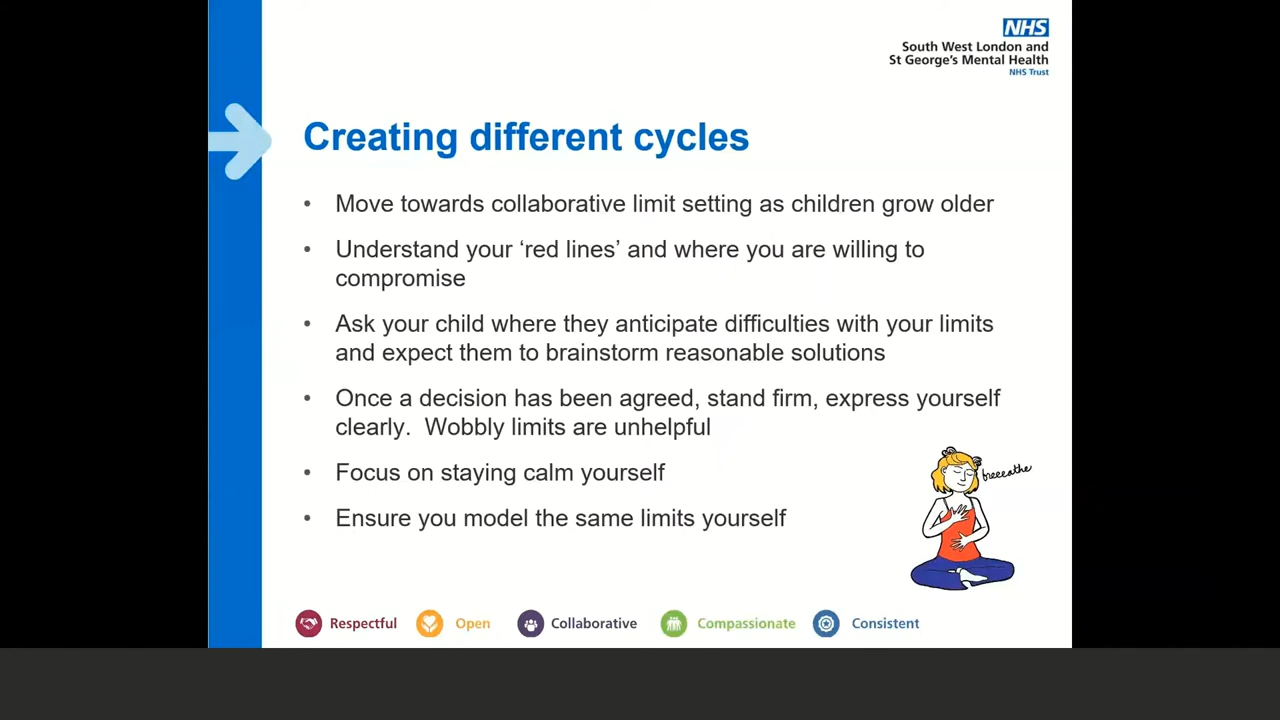 NHS
South West London and
St George's Mental Health
NHS Trust
Creating different cycles
• Move towards collaborative limit setting as children grow older
• Understand your ‘red lines’ and where you are willing to
compromise
• Ask your child where they anticipate difficulties with your limits
and expect them to brainstorm reasonable solutions
• Once a decision has been agreed, stand firm, express yourself
clearly.  Wobbly limits are unhelpful
• Focus on staying calm yourself
• Ensure you model the same limits yourself
breeeathe
Respectful Open Collaborative Compassionate Consistent